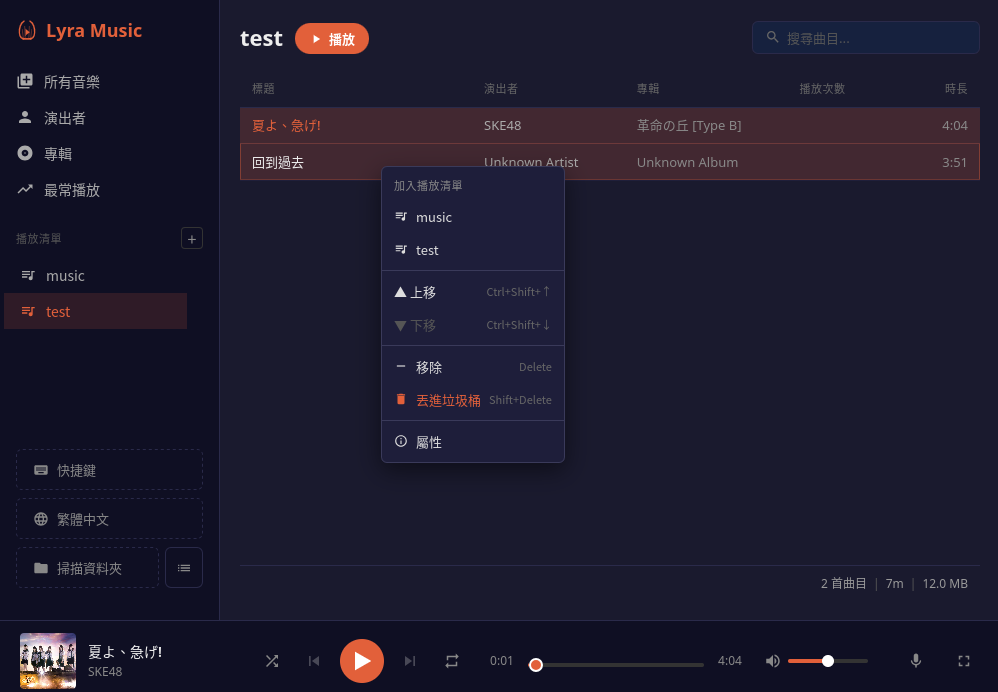 Lyra Music
所有音樂
演出者
專輯
最常播放
播放清單
+
music
test
快捷鍵
繁體中文
掃描資料夾
test
播放
搜尋曲目...
標題 演出者 專輯 播放次數 時長
夏よ、急げ! SKE48 革命の丘 [Type B] 4:04
回到過去 Unknown Artist Unknown Album 3:51
加入播放清單
music
test
▲ 上移 Ctrl+Shift+↑
▼ 下移 Ctrl+Shift+↓
移除 Delete
丟進垃圾桶 Shift+Delete
屬性
2 首曲目 | 7m | 12.0 MB
夏よ、急げ!
SKE48
0:01
4:04